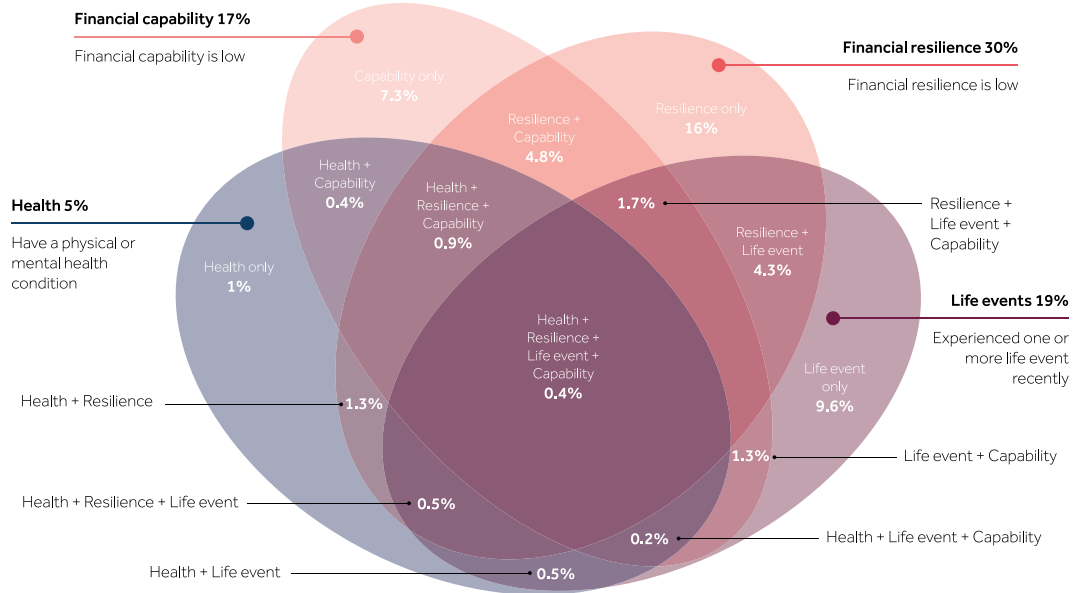 Financial capability 17%
Financial capability is low
Financial resilience 30%
Financial resilience is low
Capability only
7.3%
Resilience only
16%
Resilience +
Capability
4.8%
Health +
Capability
0.4%
Health +
Resilience +
Capability
0.9%
1.7%
Resilience +
Life event +
Capability
Health 5%
Have a physical or
mental health
condition
Health only
1%
Resilience +
Life event
4.3%
Life events 19%
Experienced one or
more life event
recently
Health +
Resilience +
Life event +
Capability
0.4%
Life event
only
9.6%
Health + Resilience
1.3%
1.3%
Life event + Capability
Health + Resilience + Life event
0.5%
0.2%
Health + Life event + Capability
Health + Life event
0.5%